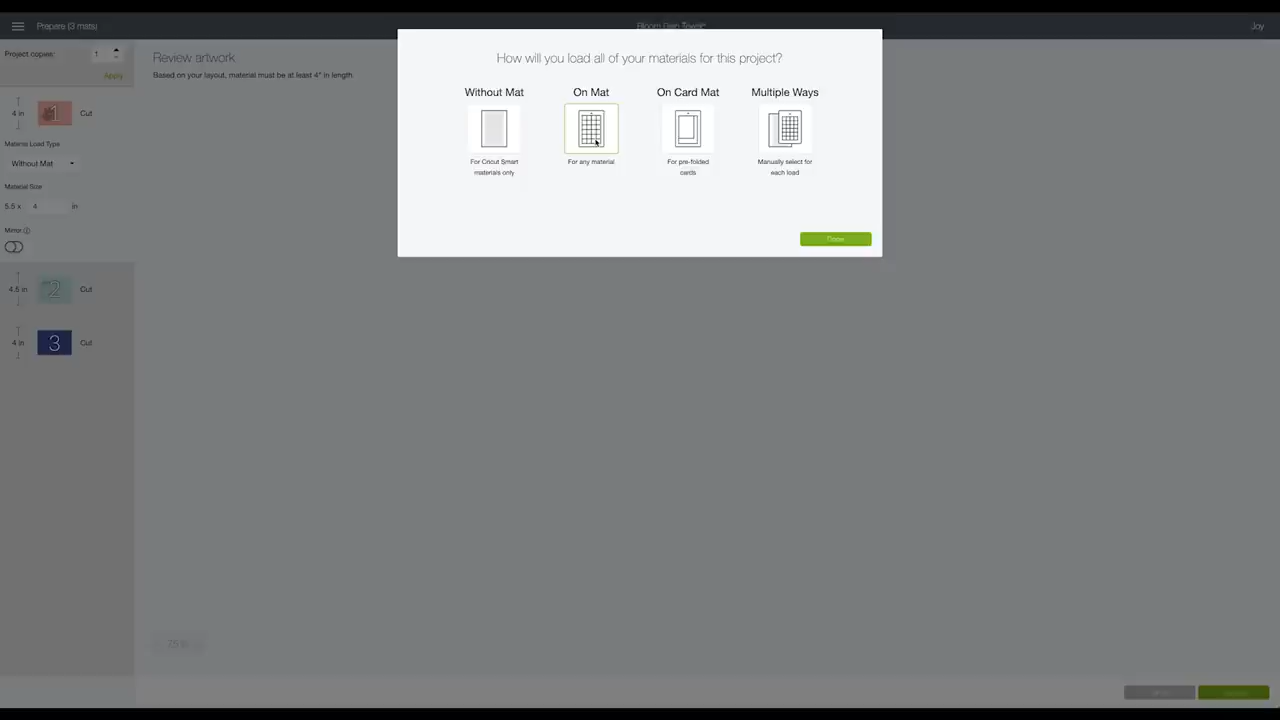 Prepare (3 mats)
Joy
Project copies:
1
Apply
Review artwork
Based on your layout, material must be at least 4" in length.
4 in
1
Cut
Material Load Type
Without Mat
Material Size
5.5 x
4
in
Mirror:
4.5 in
2
Cut
4 in
3
Cut
How will you load all of your materials for this project?
Without Mat
For Cricut Smart
materials only
On Mat
For any material
On Card Mat
For pre-folded
cards
Multiple Ways
Manually select for
each load
Done